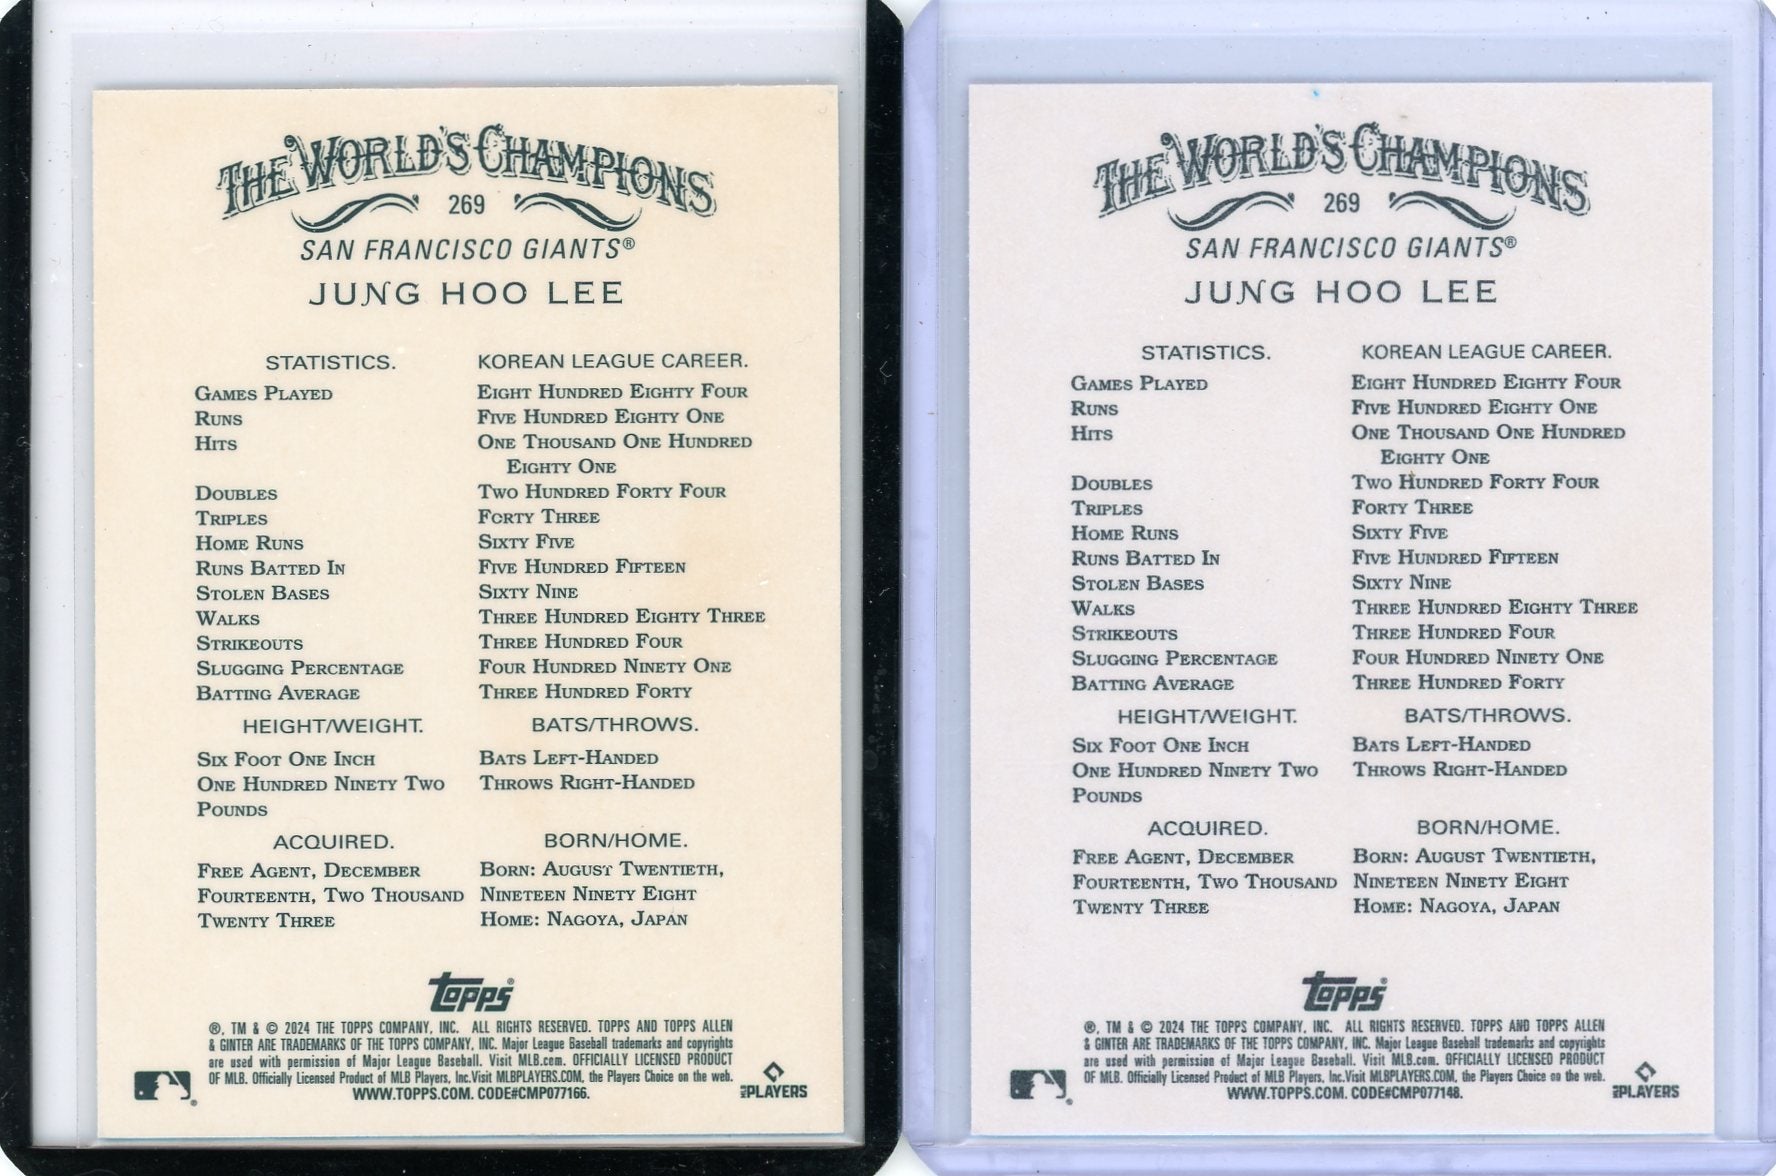 THE WORLD'S CHAMPIONS
269
SAN FRANCISCO GIANTS®
JUNG HOO LEE
STATISTICS. KOREAN LEAGUE CAREER.
GAMES PLAYED EIGHT HUNDRED EIGHTY FOUR
RUNS FIVE HUNDRED EIGHTY ONE
HITS ONE THOUSAND ONE HUNDRED
EIGHTY ONE
DOUBLES TWO HUNDRED FORTY FOUR
TRIPLES FORTY THREE
HOME RUNS SIXTY FIVE
RUNS BATTED IN FIVE HUNDRED FIFTEEN
STOLEN BASES SIXTY NINE
WALKS THREE HUNDRED EIGHTY THREE
STRIKEOUTS THREE HUNDRED FOUR
SLUGGING PERCENTAGE FOUR HUNDRED NINETY ONE
BATTING AVERAGE THREE HUNDRED FORTY
HEIGHT/WEIGHT. BATS/THROWS.
SIX FOOT ONE INCH BATS LEFT-HANDED
ONE HUNDRED NINETY TWO THROWS RIGHT-HANDED
POUNDS
ACQUIRED. BORN/HOME.
FREE AGENT, DECEMBER BORN: AUGUST TWENTIETH,
FOURTEENTH, TWO THOUSAND NINETEEN NINETY EIGHT
TWENTY THREE HOME: NAGOYA, JAPAN
topps®
®, TM & © 2024 THE TOPPS COMPANY, INC. ALL RIGHTS RESERVED. TOPPS AND TOPPS ALLEN
& GINTER ARE TRADEMARKS OF THE TOPPS COMPANY, INC. Major League Baseball trademarks and copyrights
are used with permission of Major League Baseball. Visit MLB.com. OFFICIALLY LICENSED PRODUCT
OF MLB. Officially Licensed Product of MLB Players, Inc.Visit MLBPLAYERS.COM, the Players Choice on the web.
WWW.TOPPS.COM. CODE#CMP077166.
MLB PLAYERS
THE WORLD'S CHAMPIONS
269
SAN FRANCISCO GIANTS®
JUNG HOO LEE
STATISTICS. KOREAN LEAGUE CAREER.
GAMES PLAYED EIGHT HUNDRED EIGHTY FOUR
RUNS FIVE HUNDRED EIGHTY ONE
HITS ONE THOUSAND ONE HUNDRED
EIGHTY ONE
DOUBLES TWO HUNDRED FORTY FOUR
TRIPLES FORTY THREE
HOME RUNS SIXTY FIVE
RUNS BATTED IN FIVE HUNDRED FIFTEEN
STOLEN BASES SIXTY NINE
WALKS THREE HUNDRED EIGHTY THREE
STRIKEOUTS THREE HUNDRED FOUR
SLUGGING PERCENTAGE FOUR HUNDRED NINETY ONE
BATTING AVERAGE THREE HUNDRED FORTY
HEIGHT/WEIGHT. BATS/THROWS.
SIX FOOT ONE INCH BATS LEFT-HANDED
ONE HUNDRED NINETY TWO THROWS RIGHT-HANDED
POUNDS
ACQUIRED. BORN/HOME.
FREE AGENT, DECEMBER BORN: AUGUST TWENTIETH,
FOURTEENTH, TWO THOUSAND NINETEEN NINETY EIGHT
TWENTY THREE HOME: NAGOYA, JAPAN
topps®
®, TM & © 2024 THE TOPPS COMPANY, INC. ALL RIGHTS RESERVED. TOPPS AND TOPPS ALLEN
& GINTER ARE TRADEMARKS OF THE TOPPS COMPANY, INC. Major League Baseball trademarks and copyrights
are used with permission of Major League Baseball. Visit MLB.com. OFFICIALLY LICENSED PRODUCT
OF MLB. Officially Licensed Product of MLB Players, Inc.Visit MLBPLAYERS.COM, the Players Choice on the web.
WWW.TOPPS.COM. CODE#CMP077148.
MLB PLAYERS